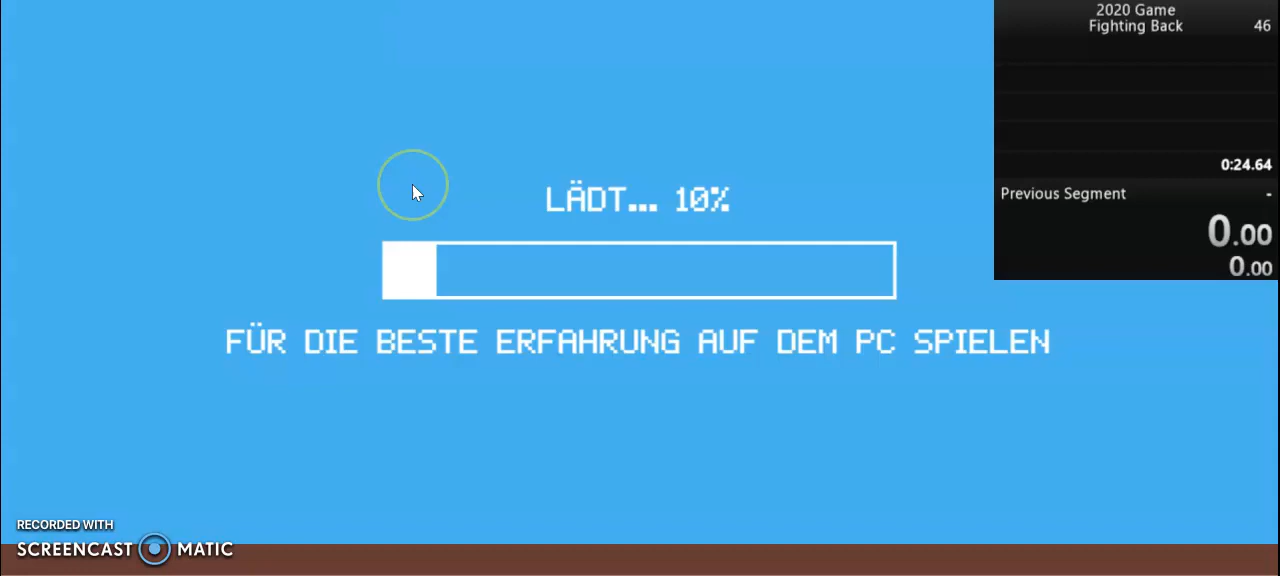 2020 Game
Fighting Back 46
0:24.64
Previous Segment -
0.00
0.00
LÄDT... 10%
FÜR DIE BESTE ERFAHRUNG AUF DEM PC SPIELEN
RECORDED WITH
SCREENCAST MATIC